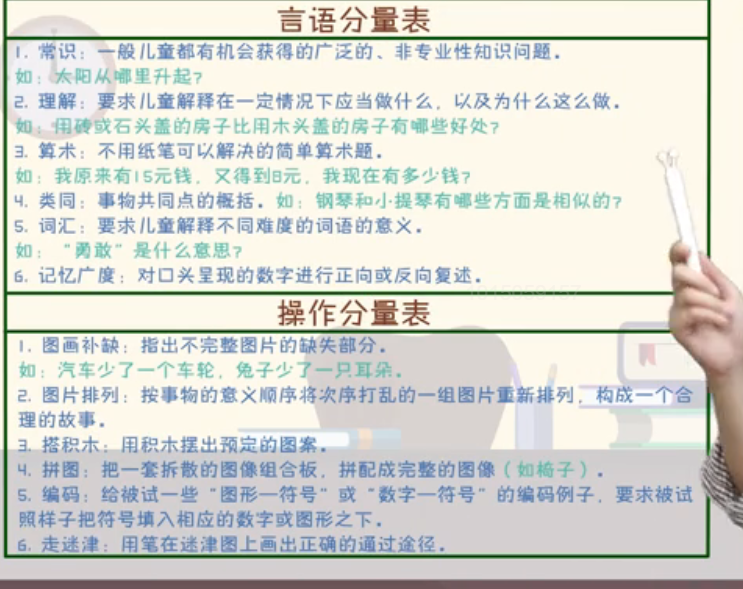 言语分量表
1. 常识：一般儿童都有机会获得的广泛的、非专业性知识问题。
如：太阳从哪里升起？
2. 理解：要求儿童解释在一定情况下应当做什么，以及为什么这么做。
如：用砖或石头盖的房子比用木头盖的房子有哪些好处？
3. 算术：不用纸笔可以解决的简单算术题。
如：我原来有15元钱，又得到8元，我现在有多少钱？
4. 类同：事物共同点的概括。如：钢琴和小提琴有哪些方面是相似的？
5. 词汇：要求儿童解释不同难度的词语的意义。
如：“勇敢”是什么意思？
6. 记忆广度：对口头呈现的数字进行正向或反向复述。
操作分量表
1. 图画补缺：指出不完整图片的缺失部分。
如：汽车少了一个车轮，兔子少了一只耳朵。
2. 图片排列：按事物的意义顺序将次序打乱的一组图片重新排列，构成一个合
理的故事。
3. 搭积木：用积木摆出预定的图案。
4. 拼图：把一套拆散的图像组合板，拼配成完整的图像（如椅子）。
5. 编码：给被试一些“图形—符号”或“数字—符号”的编码例子，要求被试
照样子把符号填入相应的数字或图形之下。
6. 走迷津：用笔在迷津图上画出正确的通过途径。